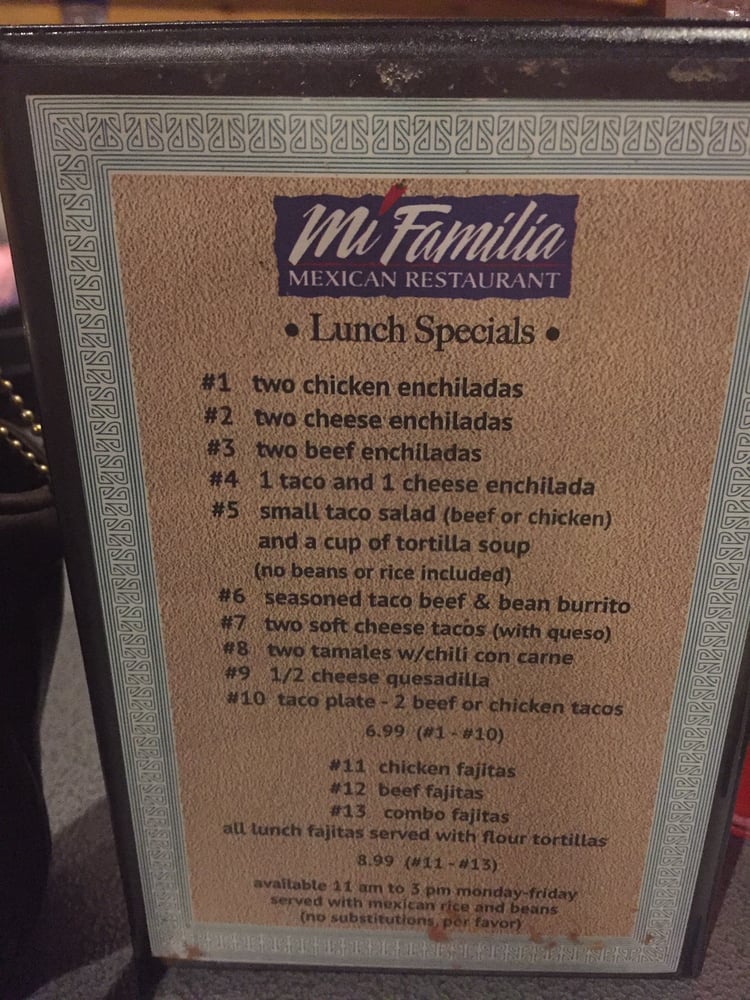 Mi Familia
MEXICAN RESTAURANT
• Lunch Specials •
#1 two chicken enchiladas
#2 two cheese enchiladas
#3 two beef enchiladas
#4 1 taco and 1 cheese enchilada
#5 small taco salad (beef or chicken)
and a cup of tortilla soup
(no beans or rice included)
#6 seasoned taco beef & bean burrito
#7 two soft cheese tacos (with queso)
#8 two tamales w/chili con carne
#9 1/2 cheese quesadilla
#10 taco plate - 2 beef or chicken tacos
6.99 (#1 - #10)
#11 chicken fajitas
#12 beef fajitas
#13 combo fajitas
all lunch fajitas served with flour tortillas
8.99 (#11 - #13)
available 11 am to 3 pm monday-friday
served with mexican rice and beans
(no substitutions, por favor)